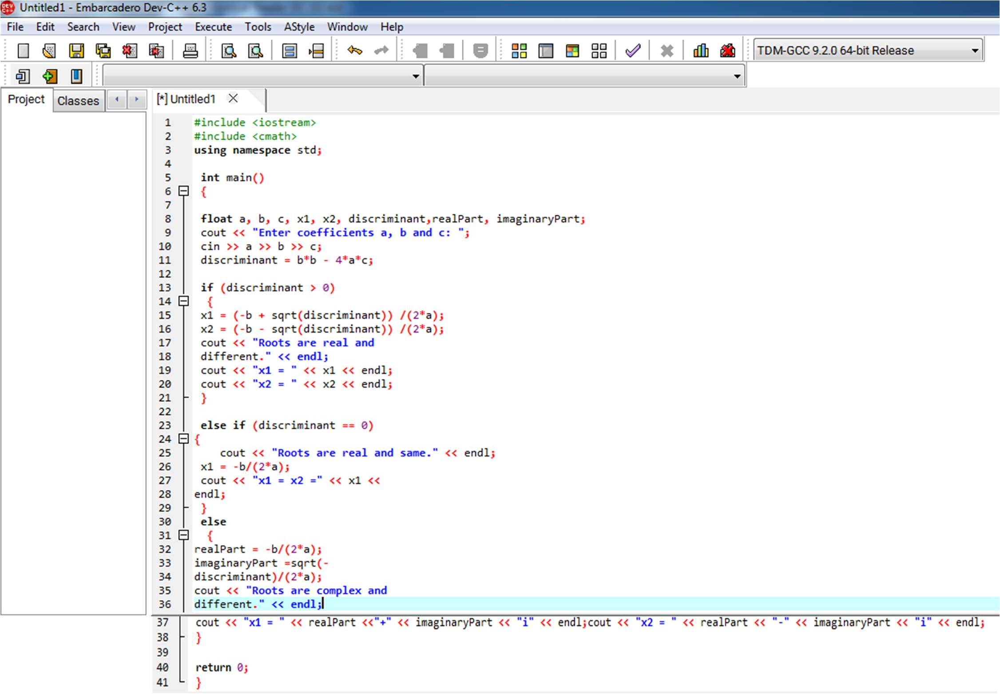 Untitled1 - Embarcadero Dev-C++ 6.3
File Edit Search View Project Execute Tools AStyle Window Help
TDM-GCC 9.2.0 64-bit Release
Project Classes [*] Untitled1
1 #include <iostream>
2 #include <cmath>
3 using namespace std;
4
5 int main()
6 {
7
8 float a, b, c, x1, x2, discriminant,realPart, imaginaryPart;
9 cout << "Enter coefficients a, b and c: ";
10 cin >> a >> b >> c;
11 discriminant = b*b - 4*a*c;
12
13 if (discriminant > 0)
14 {
15 x1 = (-b + sqrt(discriminant)) /(2*a);
16 x2 = (-b - sqrt(discriminant)) /(2*a);
17 cout << "Roots are real and
18 different." << endl;
19 cout << "x1 = " << x1 << endl;
20 cout << "x2 = " << x2 << endl;
21 }
22
23 else if (discriminant == 0)
24 {
25 cout << "Roots are real and same." << endl;
26 x1 = -b/(2*a);
27 cout << "x1 = x2 =" << x1 <<
28 endl;
29 }
30 else
31 {
32 realPart = -b/(2*a);
33 imaginaryPart =sqrt(-
34 discriminant)/(2*a);
35 cout << "Roots are complex and
36 different." << endl;
37 cout << "x1 = " << realPart <<"+" << imaginaryPart << "i" << endl;cout << "x2 = " << realPart << "-" << imaginaryPart << "i" << endl;
38 }
39
40 return 0;
41 }